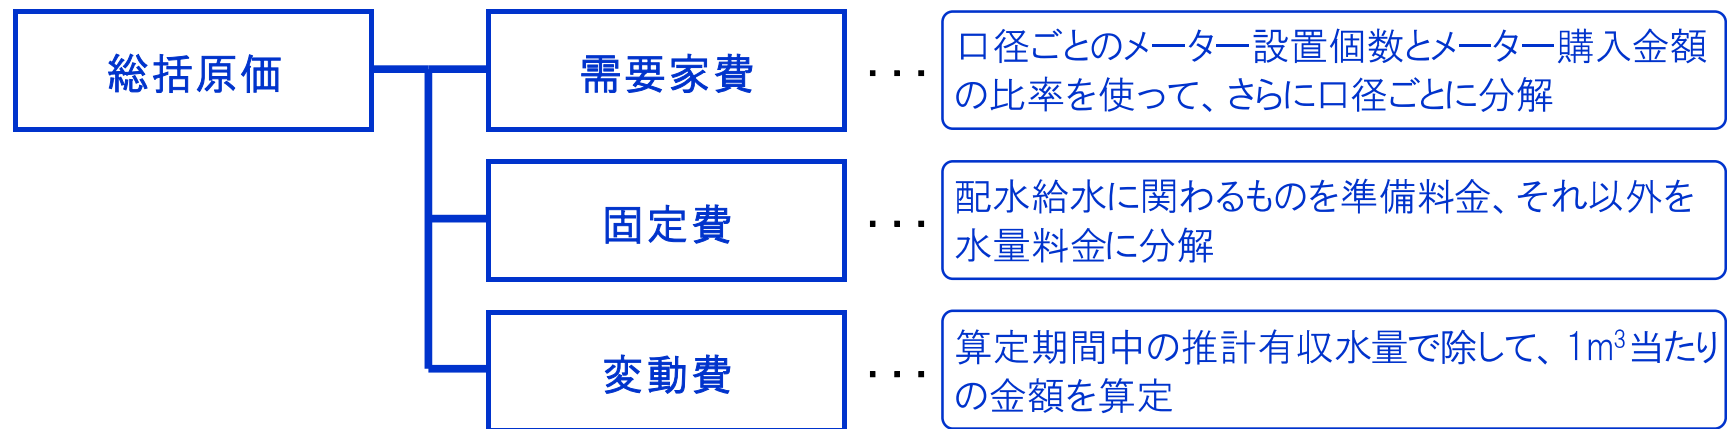 総括原価
需要家費
・・・
口径ごとのメーター設置個数とメーター購入金額
の比率を使って、さらに口径ごとに分解
固定費
・・・
配水給水に関わるものを準備料金、それ以外を
水量料金に分解
変動費
・・・
算定期間中の推計有収水量で除して、1m³当たり
の金額を算定